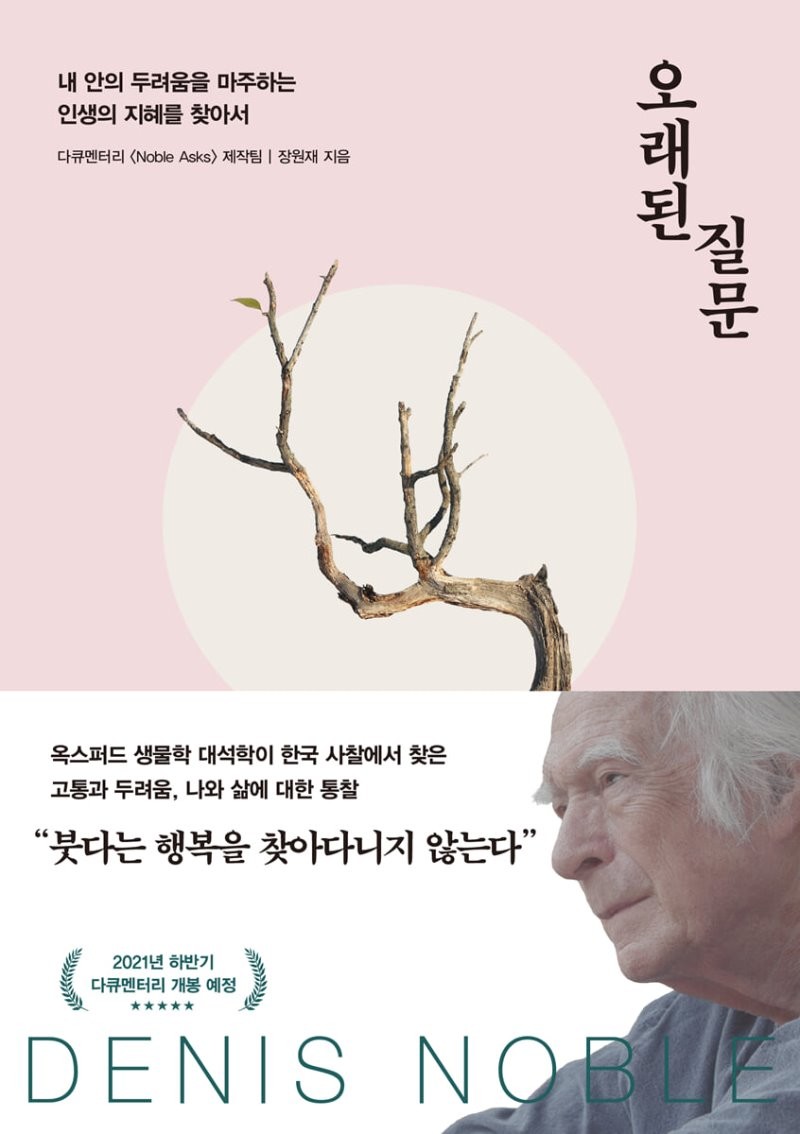 내 안의 두려움을 마주하는
인생의 지혜를 찾아서
다큐멘터리 〈Noble Asks〉 제작팀 | 장원재 지음
오래된
질문
옥스퍼드 생물학 대석학이 한국 사찰에서 찾은
고통과 두려움, 나와 삶에 대한 통찰
“붓다는 행복을 찾아다니지 않는다”
2021년 하반기
다큐멘터리 개봉 예정
★★★★★
DENIS NOBLE